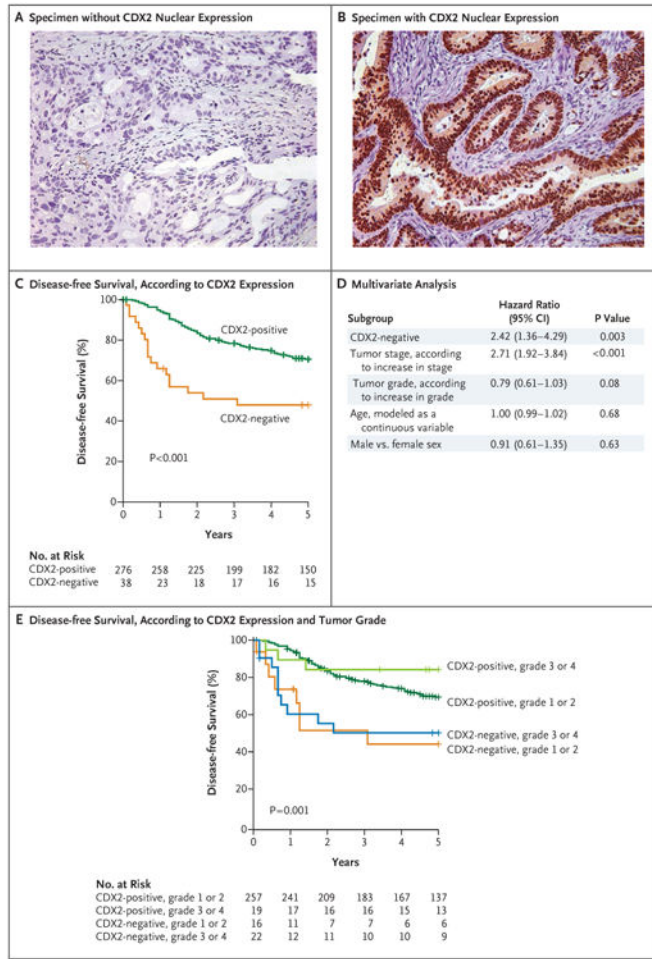 A Specimen without CDX2 Nuclear Expression
B Specimen with CDX2 Nuclear Expression
C Disease-free Survival, According to CDX2 Expression
Disease-free Survival (%)
100
80
60
40
20
0
CDX2-positive
CDX2-negative
P<0.001
0 1 2 3 4 5
Years
No. at Risk
CDX2-positive 276 258 225 199 182 150
CDX2-negative 38 23 18 17 16 15
D Multivariate Analysis
Subgroup Hazard Ratio (95% CI) P Value
CDX2-negative 2.42 (1.36–4.29) 0.003
Tumor stage, according 2.71 (1.92–3.84) <0.001
to increase in stage
Tumor grade, according 0.79 (0.61–1.03) 0.08
to increase in grade
Age, modeled as a 1.00 (0.99–1.02) 0.68
continuous variable
Male vs. female sex 0.91 (0.61–1.35) 0.63
E Disease-free Survival, According to CDX2 Expression and Tumor Grade
Disease-free Survival (%)
100
80
60
40
20
0
CDX2-positive, grade 3 or 4
CDX2-positive, grade 1 or 2
CDX2-negative, grade 3 or 4
CDX2-negative, grade 1 or 2
P=0.001
0 1 2 3 4 5
Years
No. at Risk
CDX2-positive, grade 1 or 2 257 241 209 183 167 137
CDX2-positive, grade 3 or 4 19 17 16 16 15 13
CDX2-negative, grade 1 or 2 16 11 7 7 6 6
CDX2-negative, grade 3 or 4 22 12 11 10 10 9